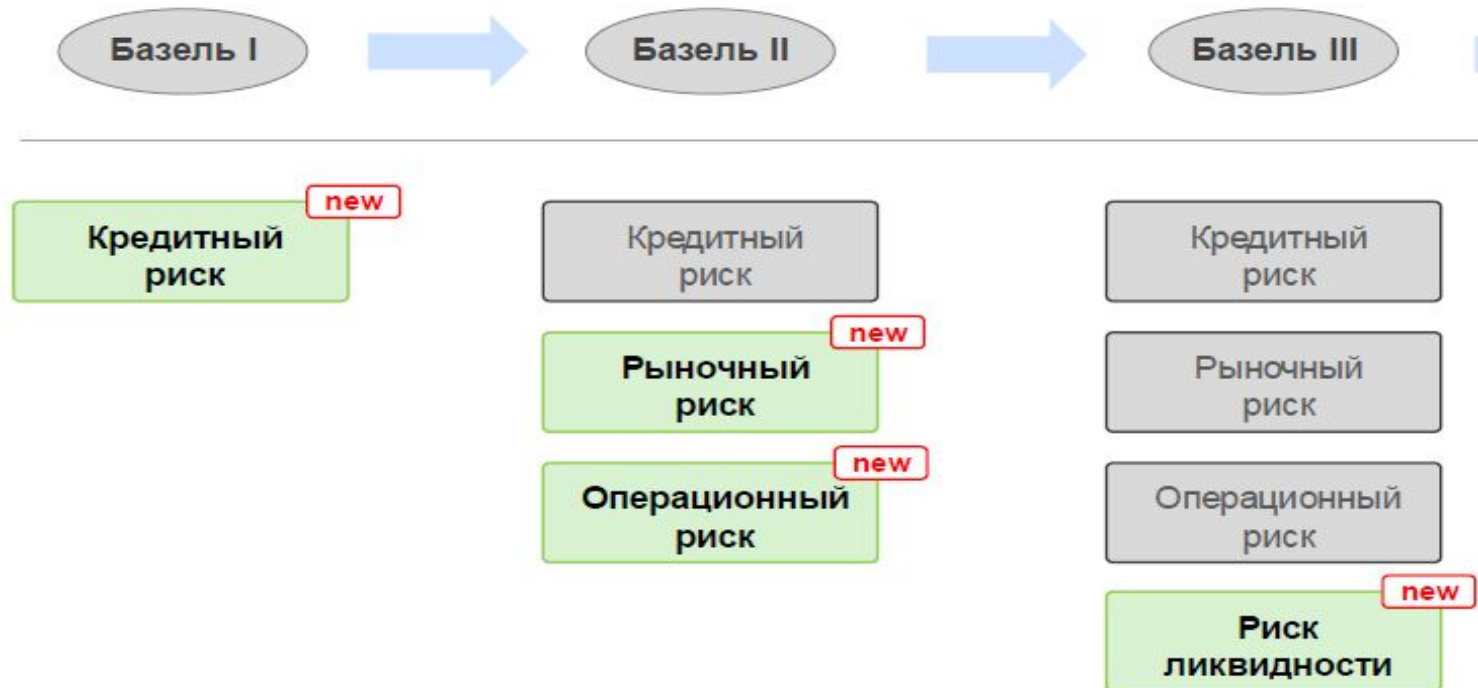 Базель I
Базель II
Базель III
new
Кредитный
риск
Кредитный
риск
Кредитный
риск
new
Рыночный
риск
Рыночный
риск
new
Операционный
риск
Операционный
риск
new
Риск
ликвидности